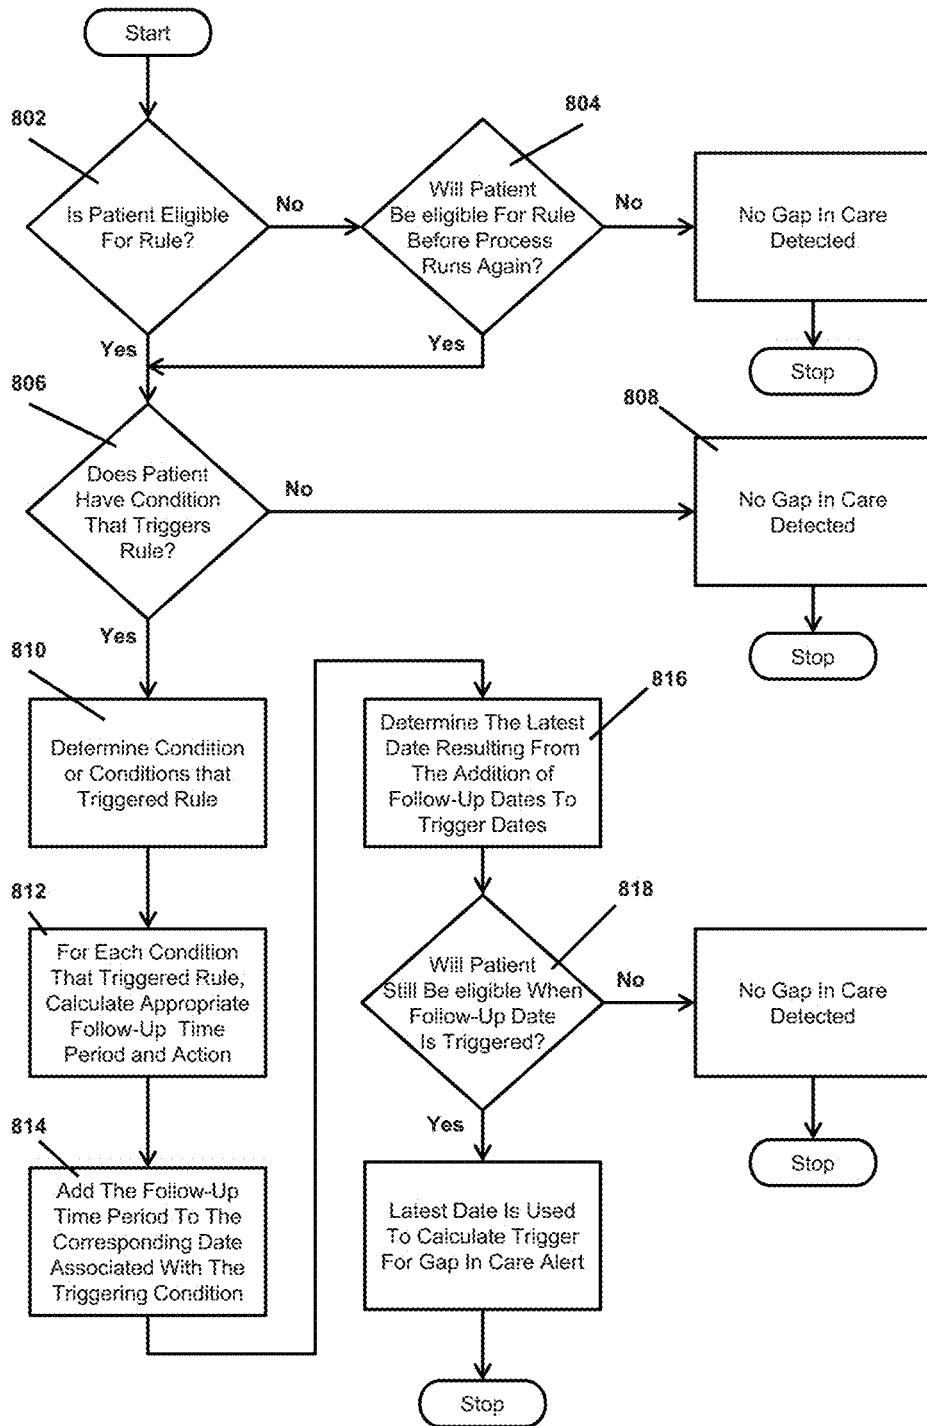 Start
802
Is Patient Eligible
For Rule?
No
Yes
804
Will Patient
Be eligible For Rule
Before Process
Runs Again?
No
Yes
No Gap In Care
Detected
Stop
806
Does Patient
Have Condition
That Triggers
Rule?
No
Yes
808
No Gap In Care
Detected
Stop
810
Determine Condition
or Conditions that
Triggered Rule
812
For Each Condition
That Triggered Rule,
Calculate Appropriate
Follow-Up Time
Period and Action
814
Add The Follow-Up
Time Period To The
Corresponding Date
Associated With The
Triggering Condition
816
Determine The Latest
Date Resulting From
The Addition of
Follow-Up Dates To
Trigger Dates
818
Will Patient
Still Be eligible When
Follow-Up Date
Is Triggered?
No
Yes
No Gap In Care
Detected
Stop
Latest Date Is Used
To Calculate Trigger
For Gap In Care Alert
Stop